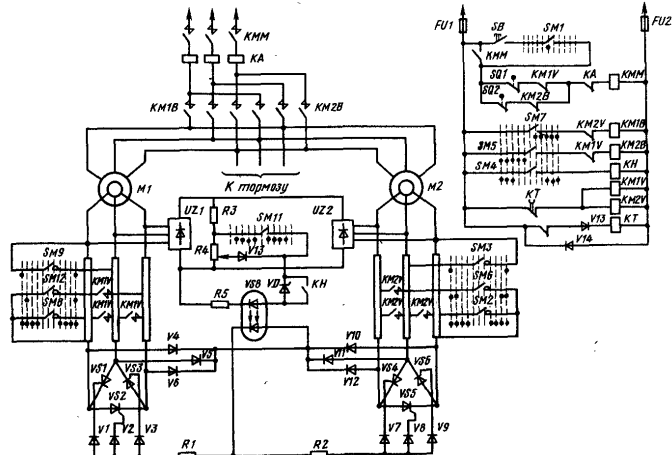 FU1
FU2
KMM
KA
SB
SM1
KMM
SQ1
KM1V
KA
KMM
SQ2
KM2B
KM1B
KM2B
SM7
KM2V
KM1B
SM5
KM1V
KM2B
SM4
KH
KM1V
KT
KM2V
V13
KT
V14
M1
К тормозу
M2
UZ1
R3
SM11
UZ2
R4
V13
SM9
SM12
KM1V
SM8
KM1V
KM1V
R5
VS8
VD
KH
SM3
KM2V
SM6
KM2V
KM2V
SM2
V4
V5
V6
V10
V11
V12
VS1
VS3
VS2
VS4
VS6
VS5
V1
V2
V3
R1
R2
V7
V8
V9